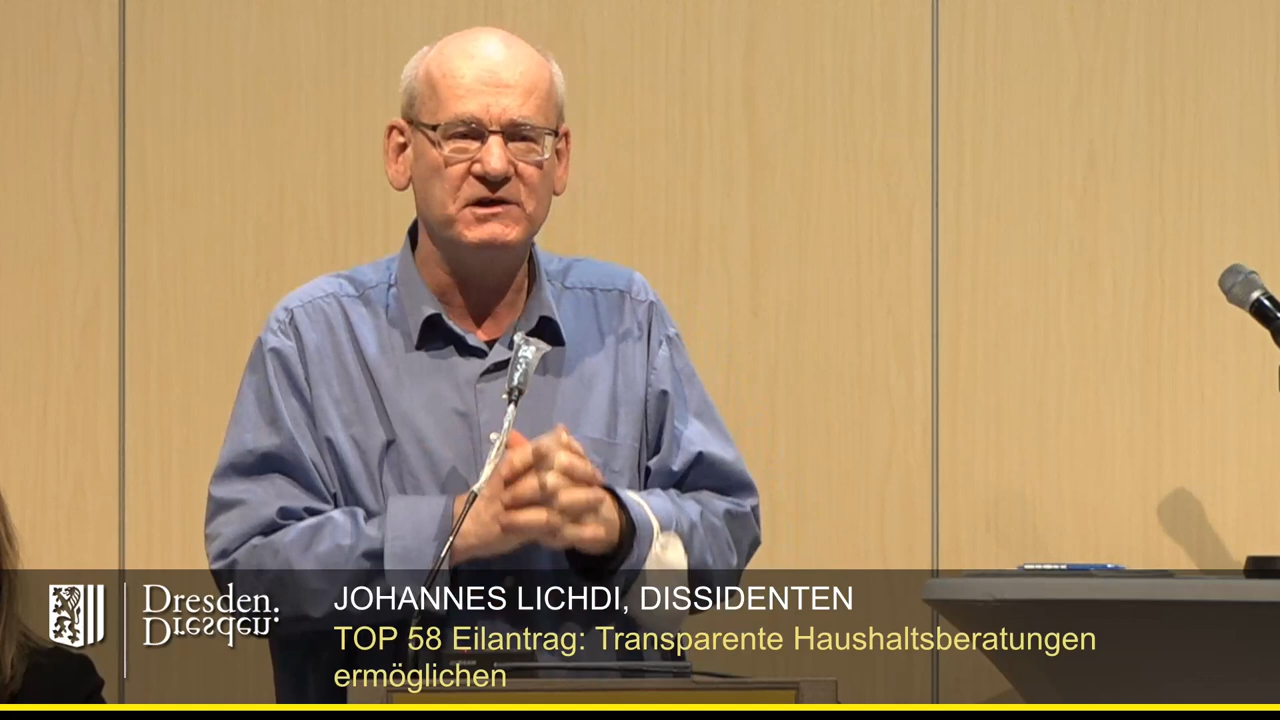 Dresden.
Dresden.
JOHANNES LICHDI, DISSIDENTEN
TOP 58 Eilantrag: Transparente Haushaltsberatungen
ermöglichen